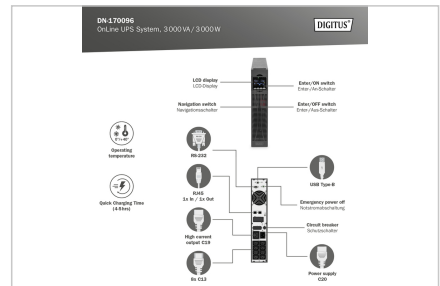 DN-170096
OnLine UPS System, 3000 VA / 3000 W
DIGITUS®
LCD display
LCD-Display
Enter/ON switch
Enter-/An-Schalter
Navigation switch
Navigationsschalter
Enter/OFF switch
Enter-/Aus-Schalter
Operating
temperature
RS-232
USB Type-B
RJ45
1x In / 1x Out
Quick Charging Time
(4-5hrs)
Emergency power off
Notstromabschaltung
High current
output C19
Circuit breaker
Schutzschalter
8x C13
Power supply
C20